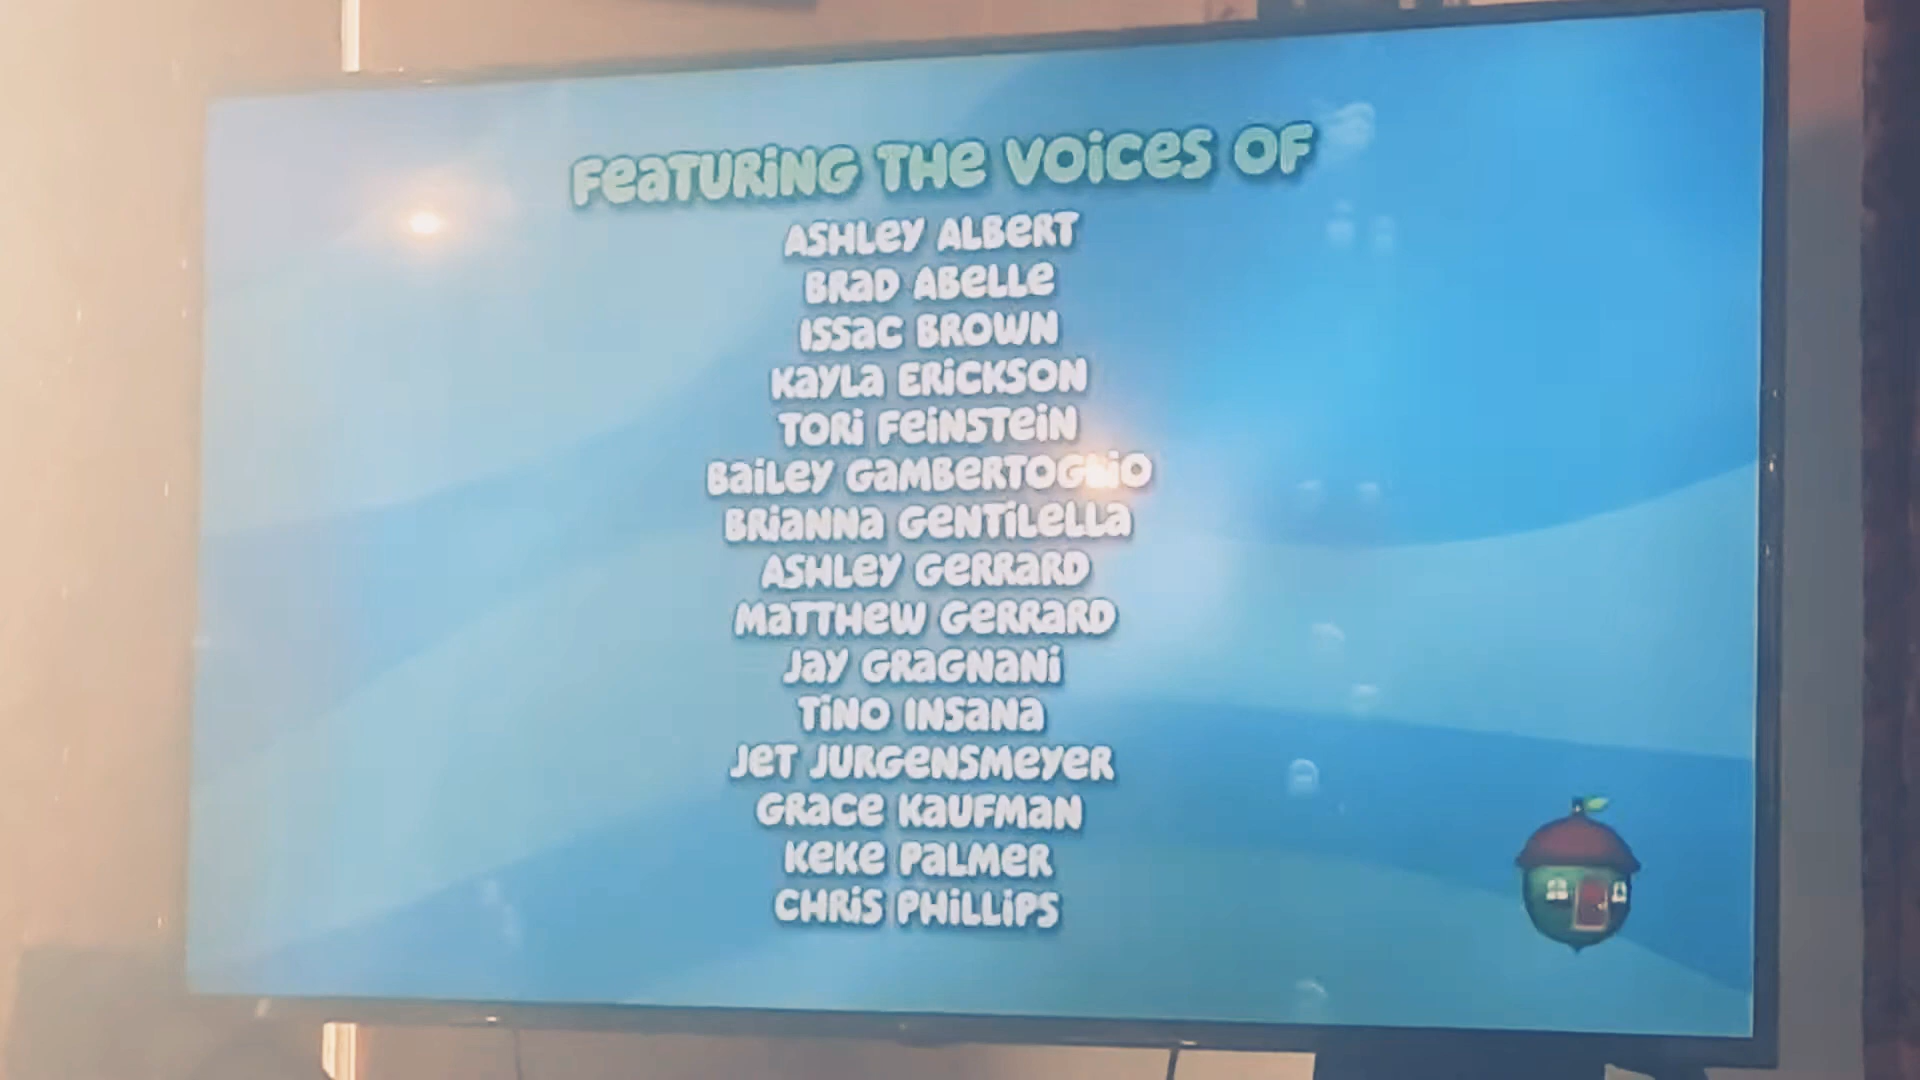 FEATURING THE VOICES OF
ASHLEY ALBERT
BRAD ABELLE
ISSAC BROWN
KAYLA ERICKSON
TORI FEINSTEIN
BAILEY GAMBERTOGLIO
BRIANNA GENTILELLA
ASHLEY GERRARD
MATTHEW GERRARD
JAY GRAGNANI
TINO INSANA
JET JURGENSMEYER
GRACE KAUFMAN
KEKE PALMER
CHRIS PHILLIPS